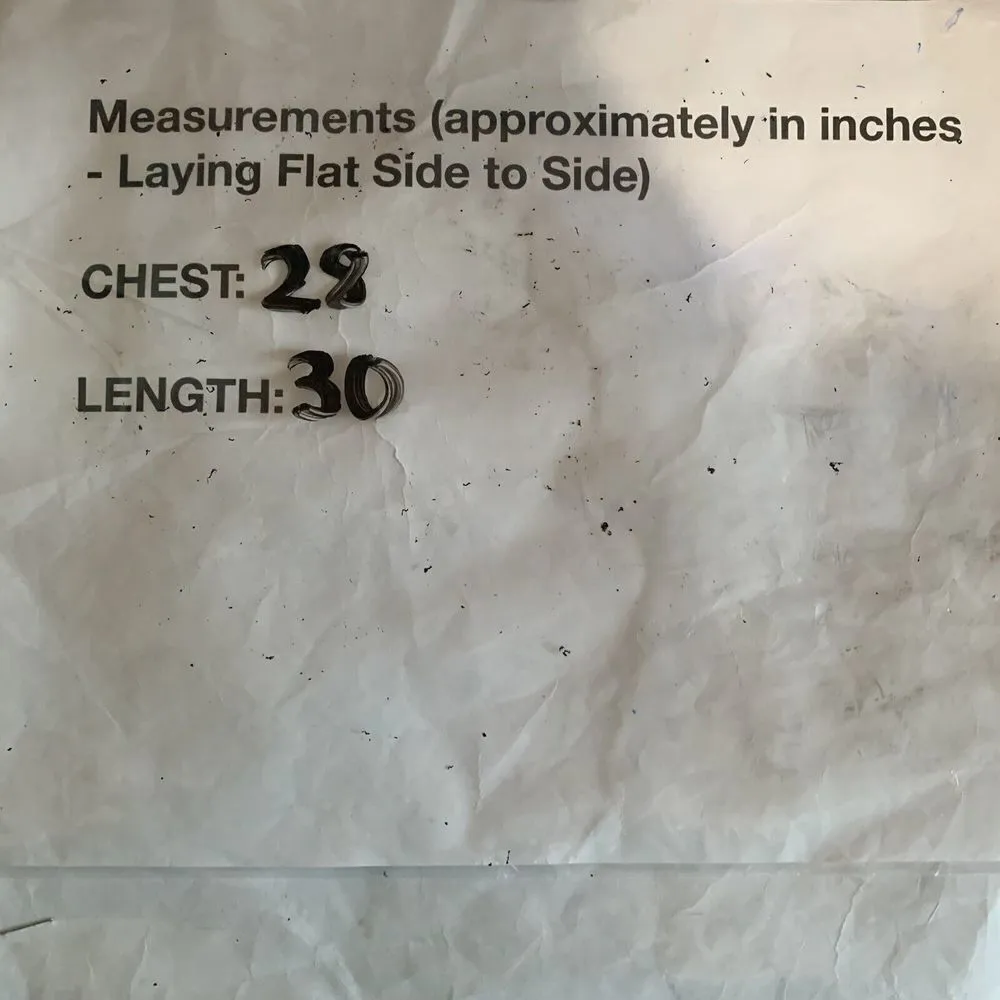 Measurements (approximately in inches
- Laying Flat Side to Side)
CHEST: 28
LENGTH: 30